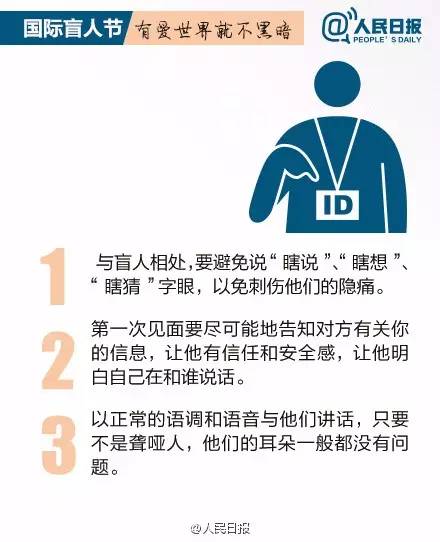 国际盲人节
有爱世界就不黑暗
@人民日报
PEOPLE'S DAILY
ID
1
与盲人相处,要避免说“瞎说”、“瞎想”、
“瞎猜”字眼，以免刺伤他们的隐痛。
2
第一次见面要尽可能地告知对方有关你
的信息，让他有信任和安全感，让他明
白自己在和谁说话。
3
以正常的语调和语音与他们讲话，只要
不是聋哑人，他们的耳朵一般都没有问
题。
@人民日报